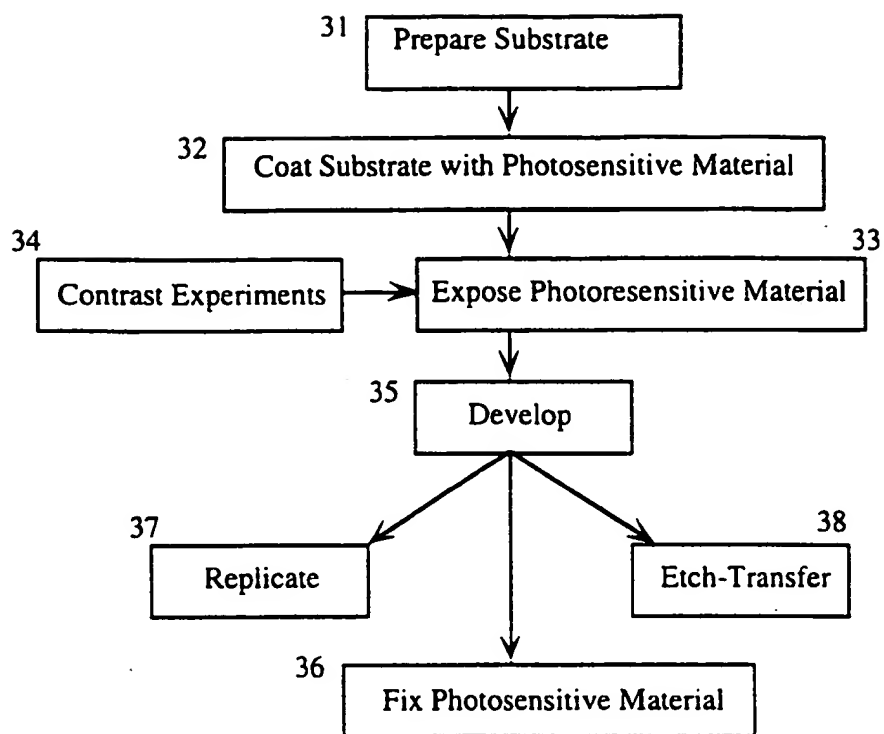 31
Prepare Substrate
32
Coat Substrate with Photosensitive Material
34
33
Contrast Experiments
Expose Photoresensitive Material
35
Develop
37
38
Replicate
Etch-Transfer
36
Fix Photosensitive Material